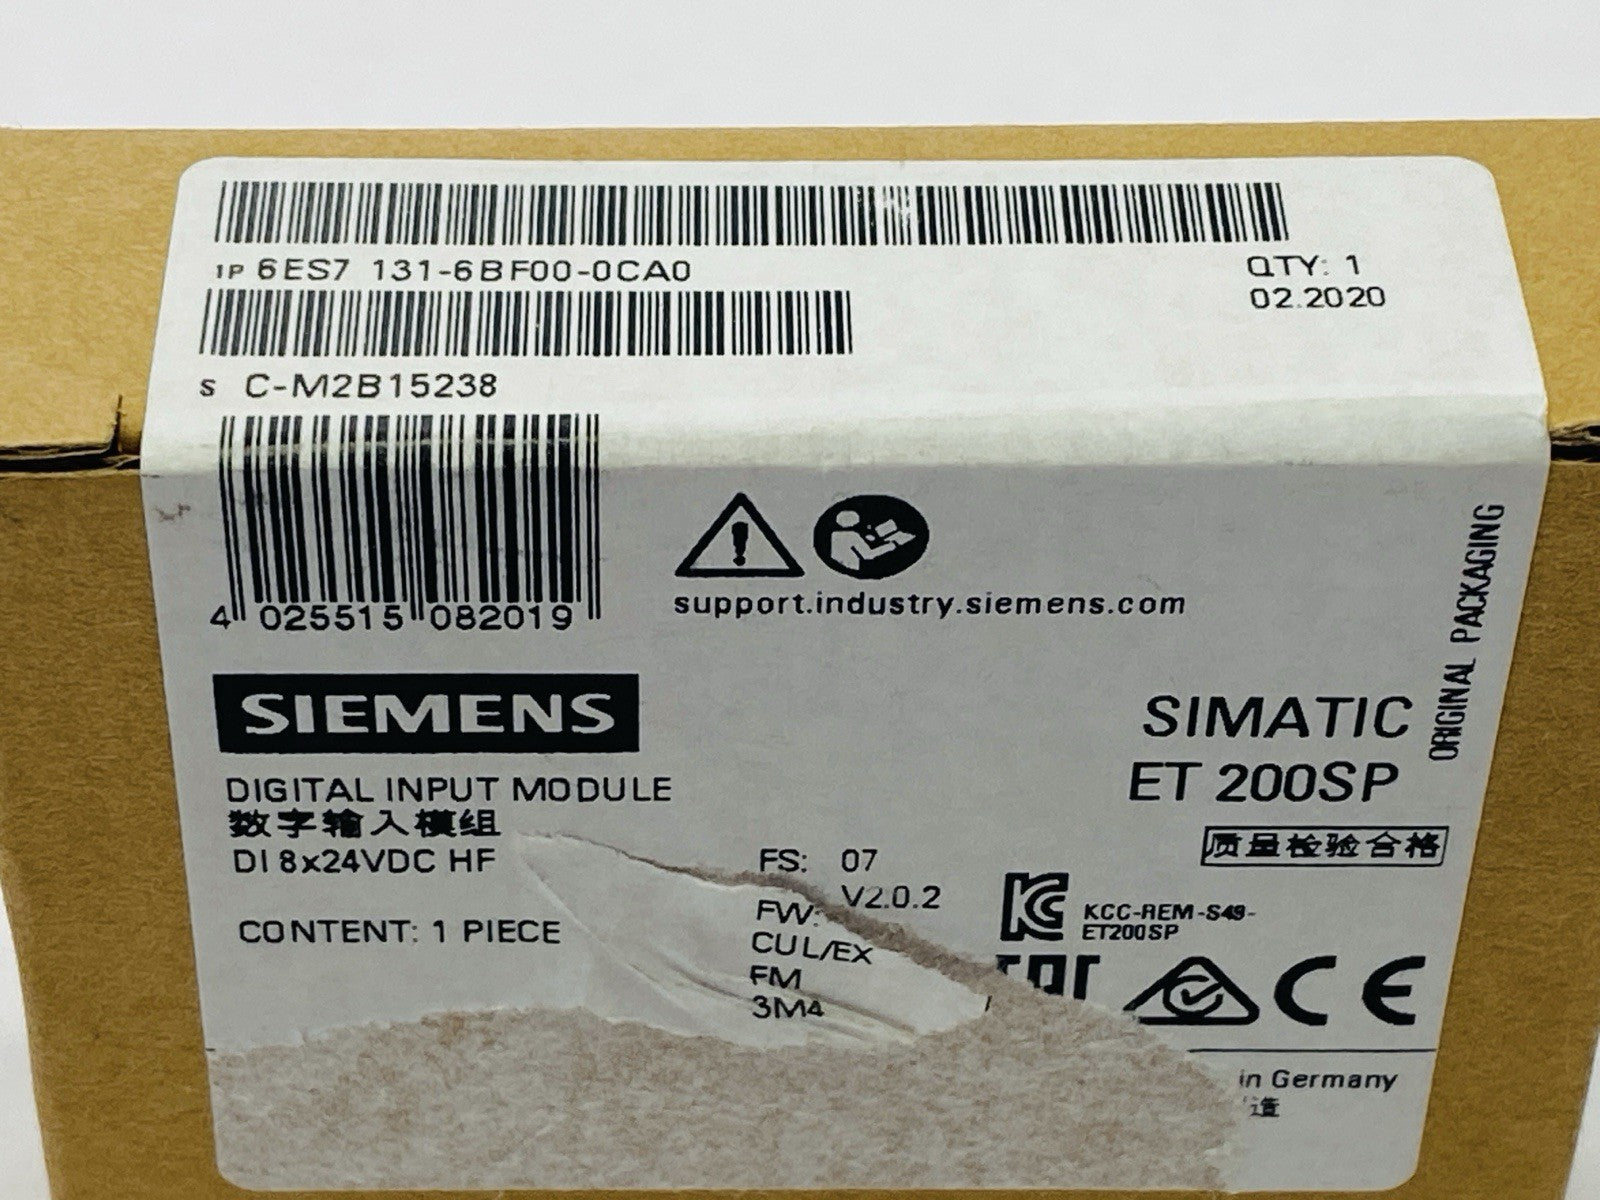 1P 6ES7 131-6BF00-0CA0
QTY: 1
02.2020
S C-M2B15238
4 025515 082019
support.industry.siemens.com
ORIGINAL PACKAGING
SIEMENS
SIMATIC
ET 200SP
DIGITAL INPUT MODULE
数字输入模组
DI 8x24VDC HF
质量检验合格
FS: 07
FW: V2.0.2
CUL/EX
FM
3M4
CONTENT: 1 PIECE
KCC-REM-S49-
ET200SP
EAC
CE
in Germany
造